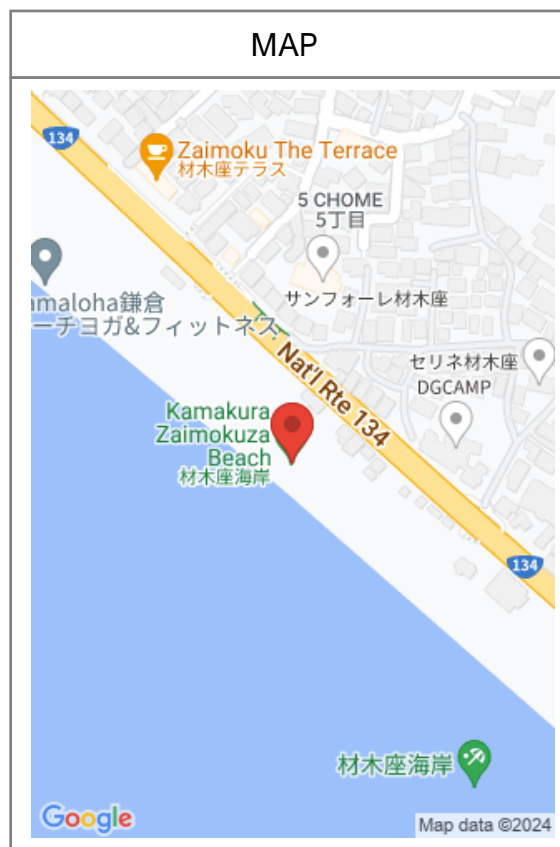 MAP
134
Zaimoku The Terrace
材木座テラス
5 CHOME
5丁目
サンフォーレ材木座
amaloha鎌倉
ーチヨガ&フィットネス
Nat'l Rte 134
セリネ材木座
DGCAMP
Kamakura
Zaimokuza
Beach
材木座海岸
134
材木座海岸
Google
Map data ©2024